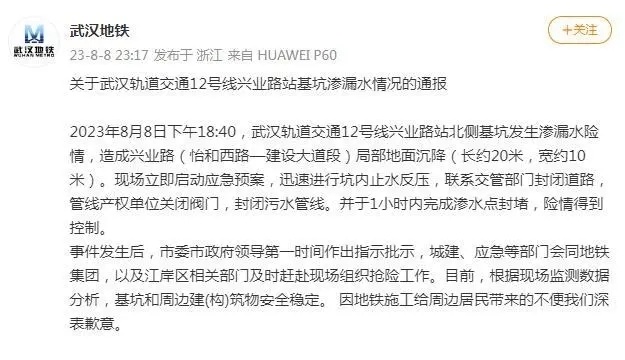 武汉地铁
23-8-8 23:17 发布于 浙江 来自 HUAWEI P60
+关注
武汉地铁
WUHAN METRO
关于武汉轨道交通12号线兴业路站基坑渗漏水情况的通报
2023年8月8日下午18:40，武汉轨道交通12号线兴业路站北侧基坑发生渗漏水险
情，造成兴业路（怡和西路—建设大道段）局部地面沉降（长约20米，宽约10
米）。现场立即启动应急预案，迅速进行坑内止水反压，联系交管部门封闭道路，
管线产权单位关闭阀门，封闭污水管线。并于1小时内完成渗水点封堵，险情得到
控制。
事件发生后，市委市政府领导第一时间作出指示批示，城建、应急等部门会同地铁
集团，以及江岸区相关部门及时赶赴现场组织抢险工作。目前，根据现场监测数据
分析，基坑和周边建(构)筑物安全稳定。 因地铁施工给周边居民带来的不便我们深
表歉意。